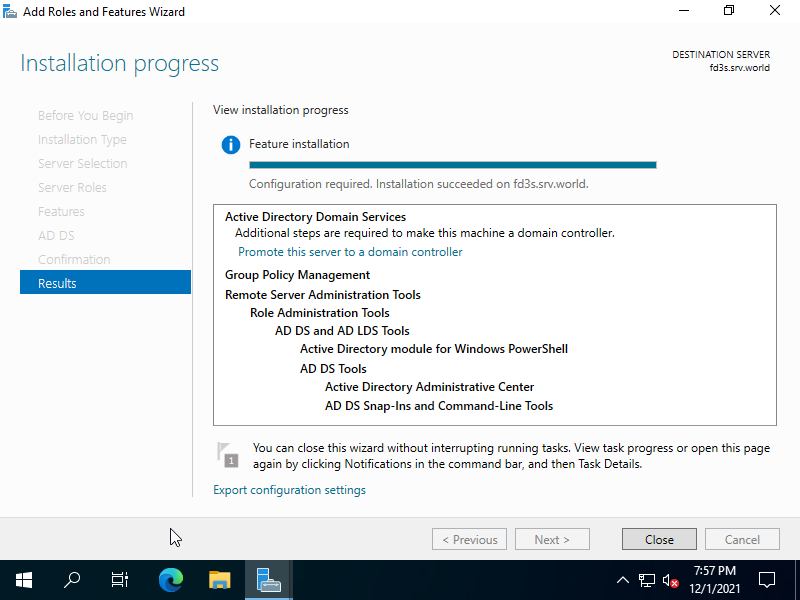 Add Roles and Features Wizard
Installation progress
DESTINATION SERVER
fd3s.srv.world
Before You Begin
Installation Type
Server Selection
Server Roles
Features
AD DS
Confirmation
Results
View installation progress
Feature installation
Configuration required. Installation succeeded on fd3s.srv.world.
Active Directory Domain Services
Additional steps are required to make this machine a domain controller.
Promote this server to a domain controller
Group Policy Management
Remote Server Administration Tools
Role Administration Tools
AD DS and AD LDS Tools
Active Directory module for Windows PowerShell
AD DS Tools
Active Directory Administrative Center
AD DS Snap-Ins and Command-Line Tools
1
You can close this wizard without interrupting running tasks. View task progress or open this page
again by clicking Notifications in the command bar, and then Task Details.
Export configuration settings
< Previous
Next >
Close
Cancel
7:57 PM
12/1/2021